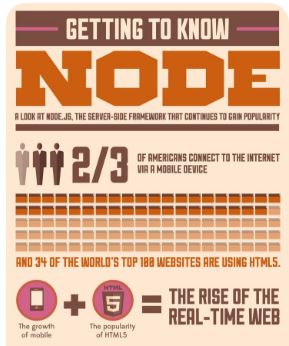 GETTING TO KNOW
NODE
A LOOK AT NODE.JS, THE SERVER-SIDE FRAMEWORK THAT CONTINUES TO GAIN POPULARITY
2/3
OF AMERICANS CONNECT TO THE INTERNET
VIA A MOBILE DEVICE
AND 34 OF THE WORLD'S TOP 100 WEBSITES ARE USING HTML5.
HTML
5
+
=
THE RISE OF THE
REAL-TIME WEB
The growth
of mobile
The popularity
of HTML5